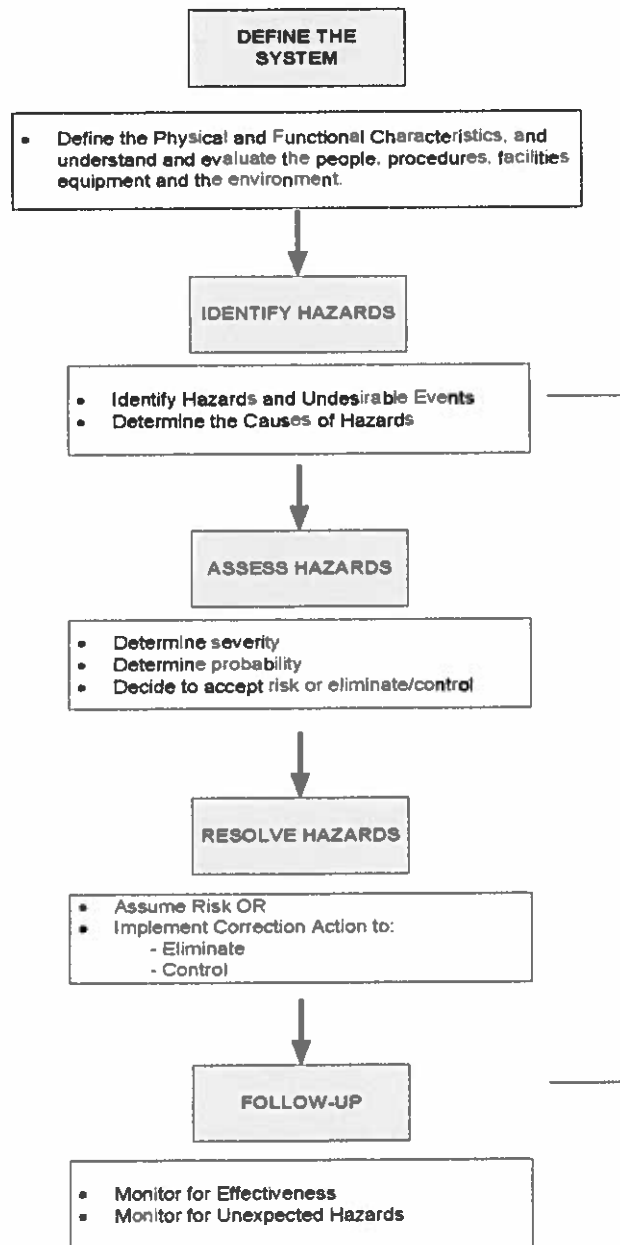 DEFINE THE
SYSTEM
• Define the Physical and Functional Characteristics, and
understand and evaluate the people, procedures, facilities
equipment and the environment.
IDENTIFY HAZARDS
• Identify Hazards and Undesirable Events
• Determine the Causes of Hazards
ASSESS HAZARDS
• Determine severity
• Determine probability
• Decide to accept risk or eliminate/control
RESOLVE HAZARDS
• Assume Risk OR
• Implement Correction Action to:
- Eliminate
- Control
FOLLOW-UP
• Monitor for Effectiveness
• Monitor for Unexpected Hazards